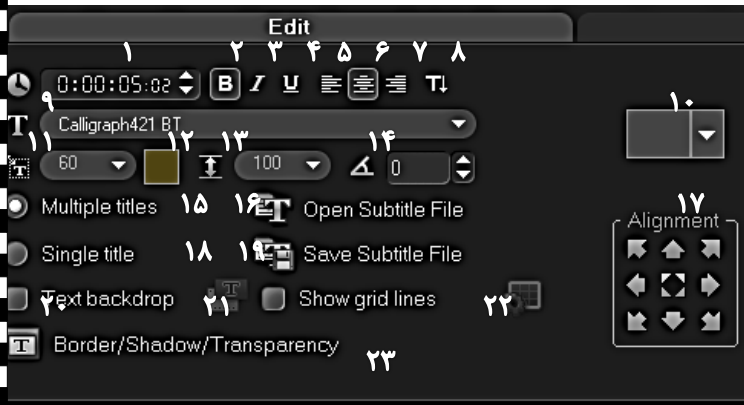 Edit
۱ ۲ ۳ ۴ ۵ ۶ ۷ ۸
0:00:05:02 B I U T
۹ ۱۰
T Calligraph421 BT
۱۱ ۱۲ ۱۳ ۱۴
T 60 100 0
Multiple titles ۱۵ ۱۶ T Open Subtitle File ۱۷
Alignment
Single title ۱۸ ۱۹ T Save Subtitle File
Text backdrop ۲۰ ۲۱ T Show grid lines ۲۲
T Border/Shadow/Transparency ۲۳